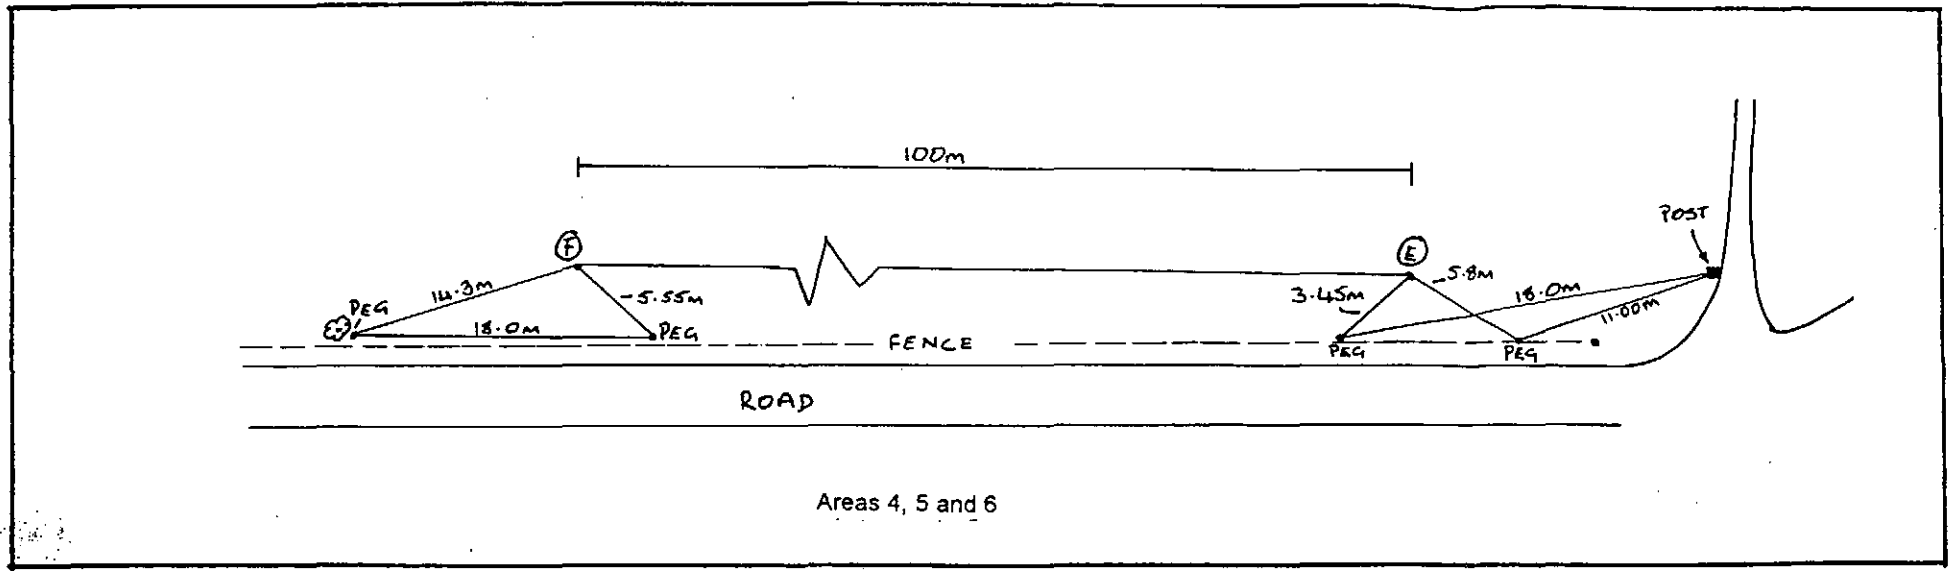 100m
POST
F
E
14.3m
5.55m
3.45m
5.8m
18.0m
11.00m
PEG
18.0m
PEG
FENCE
PEG
PEG
ROAD
Areas 4, 5 and 6